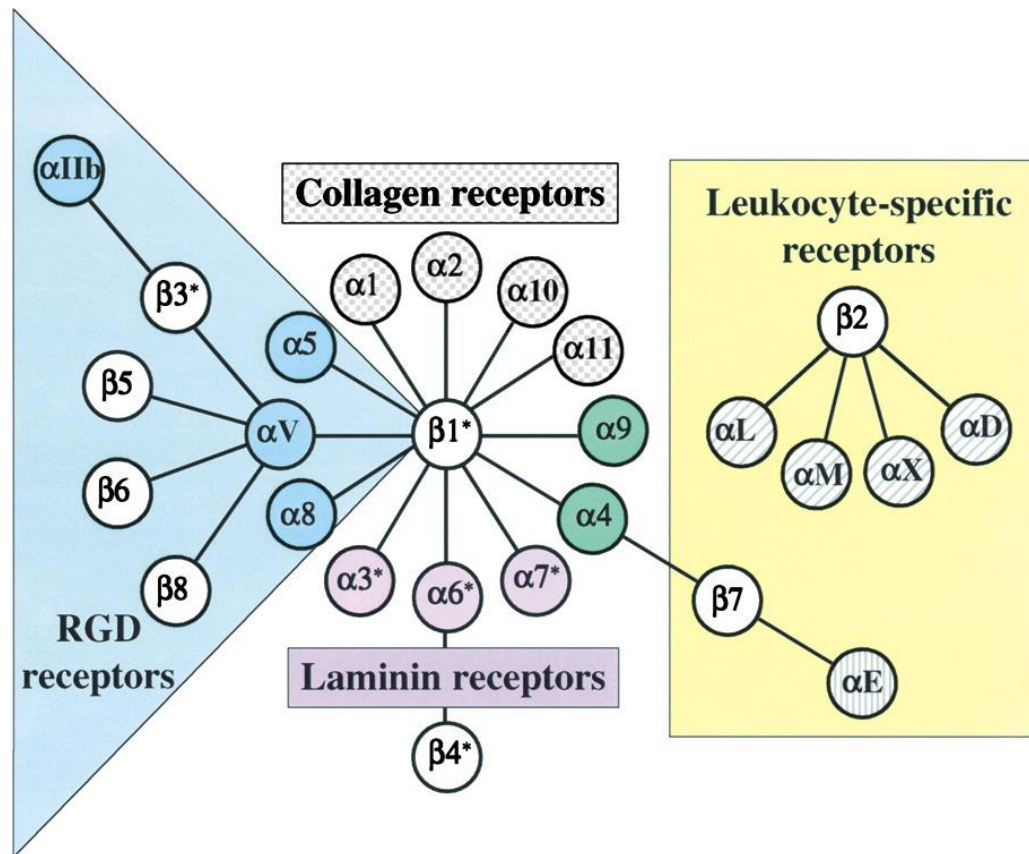 αIIb
Collagen receptors
Leukocyte-specific
receptors
β3*
α1
α2
α10
α11
α5
β2
β5
αV
β1*
α9
αL
αM
αX
αD
β6
α8
α4
β8
α3*
α6*
α7*
β7
RGD
receptors
Laminin receptors
αE
β4*